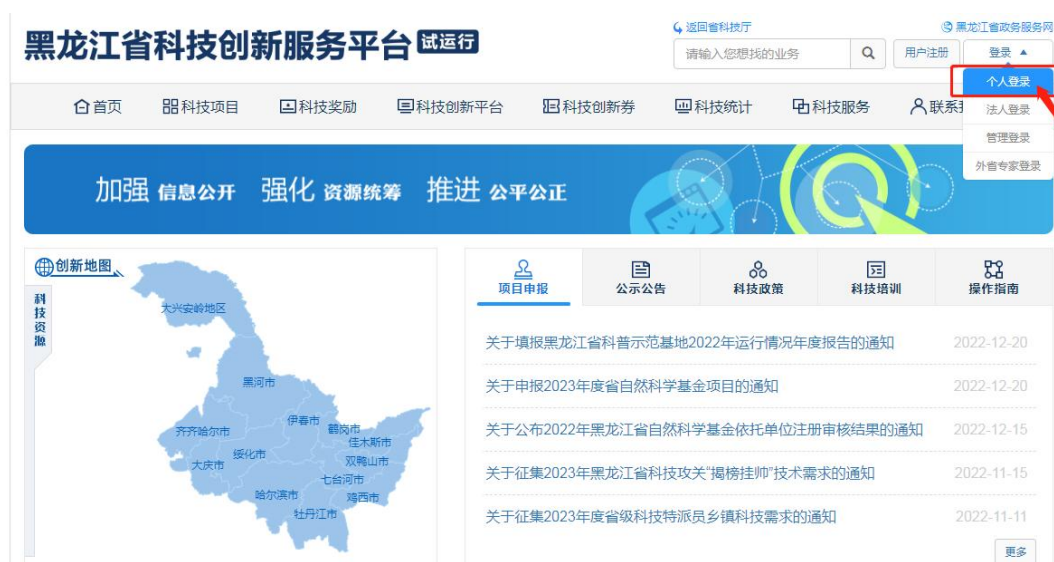 黑龙江省科技创新服务平台 试运行
返回省科技厅
黑龙江省政务服务网
请输入您想找的业务
用户注册
登录 ▲
个人登录
法人登录
管理登录
外省专家登录
首页 科技项目 科技奖励 科技创新平台 科技创新券 科技统计 科技服务 联系
加强 信息公开 强化 资源统筹 推进 公平公正
创新地图
科技资源
大兴安岭地区
黑河市
伊春市
鹤岗市
齐齐哈尔市
佳木斯市
绥化市
双鸭山市
大庆市
七台河市
哈尔滨市
鸡西市
牡丹江市
项目申报 公示公告 科技政策 科技培训 操作指南
关于填报黑龙江省科普示范基地2022年运行情况年度报告的通知 2022-12-20
关于申报2023年度省自然科学基金项目的通知 2022-12-20
关于公布2022年黑龙江省自然科学基金依托单位注册审核结果的通知 2022-12-15
关于征集2023年黑龙江省科技攻关“揭榜挂帅”技术需求的通知 2022-11-15
关于征集2023年度省级科技特派员乡镇科技需求的通知 2022-11-11
更多